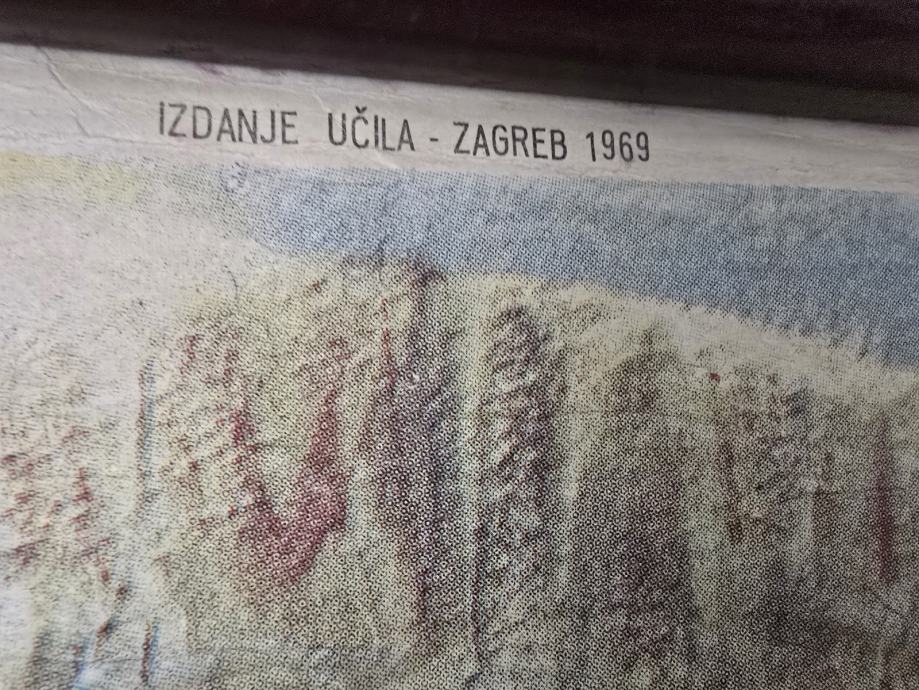 IZDANJE UČILA - ZAGREB 1969